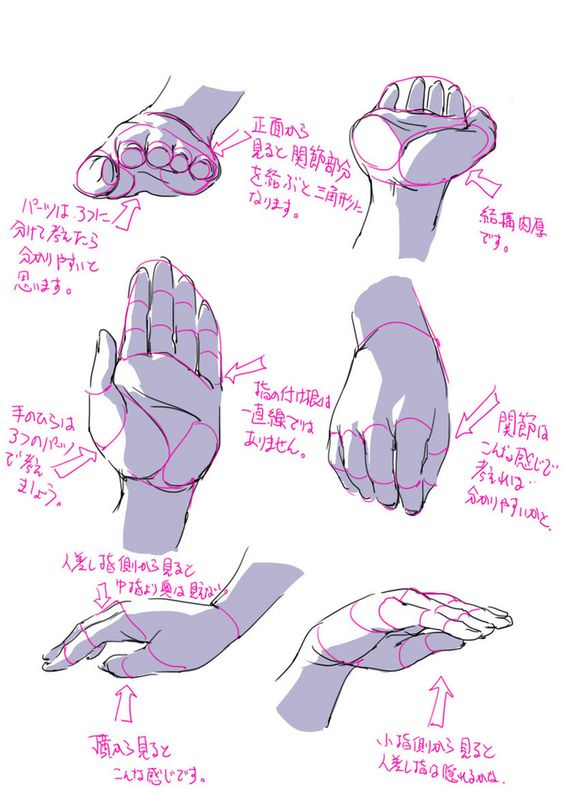 正面から
見ると関節部分
を結ぶと三角形に
なります。
結構肉厚
です。
パーツは3つに
分けて考えたら
分かりやすいと
思います。
指の付け根は
一直線では
ありません。
手のひらは
3つのパーツ
で考え
ましょう。
関節は
こんな感じで
考えれば
分かりやすいかと、
人差し指側から見ると
中指より奥は見えない。
横から見ると
こんな感じです。
小指側から見ると
人差し指は隠れるかな、